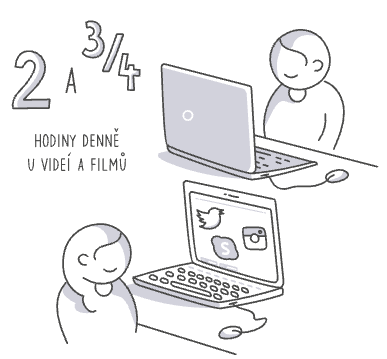 2 A 3/4
HODINY DENNĚ
U VIDEÍ A FILMŮ
S